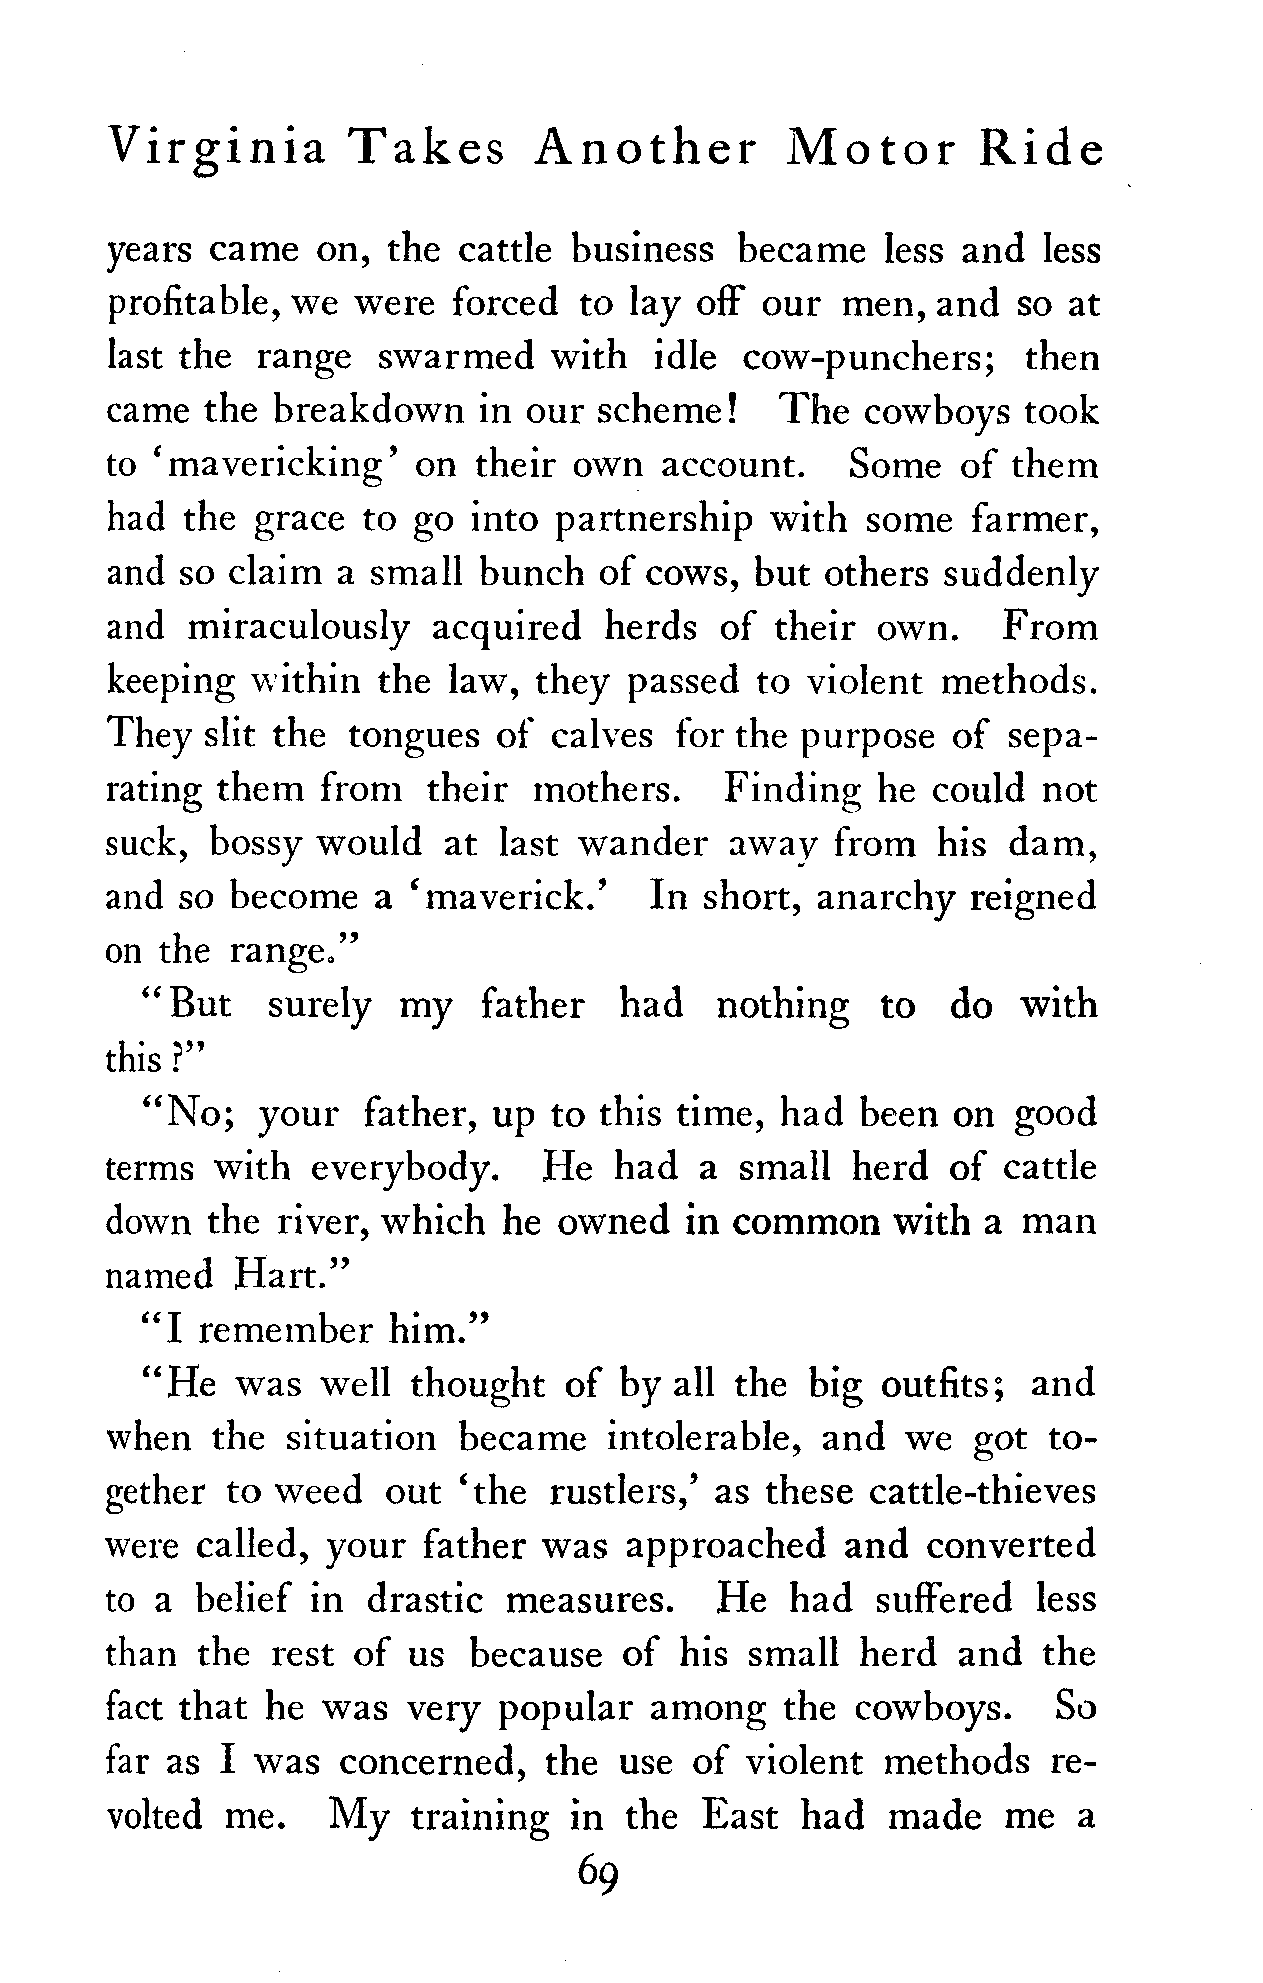 Virginia Takes Another Motor Ride
years came on, the cattle business became less and less
profitable, we were forced to lay off our men, and so at
last the range swarmed with idle cow-punchers; then
came the breakdown in our scheme! The cowboys took
to ‘mavericking’ on their own account. Some of them
had the grace to go into partnership with some farmer,
and so claim a small bunch of cows, but others suddenly
and miraculously acquired herds of their own. From
keeping within the law, they passed to violent methods.
They slit the tongues of calves for the purpose of sepa-
rating them from their mothers. Finding he could not
suck, bossy would at last wander away from his dam,
and so become a ‘maverick.’ In short, anarchy reigned
on the range.”
“But surely my father had nothing to do with
this?”
“No; your father, up to this time, had been on good
terms with everybody. He had a small herd of cattle
down the river, which he owned in common with a man
named Hart.”
“I remember him.”
“He was well thought of by all the big outfits; and
when the situation became intolerable, and we got to-
gether to weed out ‘the rustlers,’ as these cattle-thieves
were called, your father was approached and converted
to a belief in drastic measures. He had suffered less
than the rest of us because of his small herd and the
fact that he was very popular among the cowboys. So
far as I was concerned, the use of violent methods re-
volted me. My training in the East had made me a
69